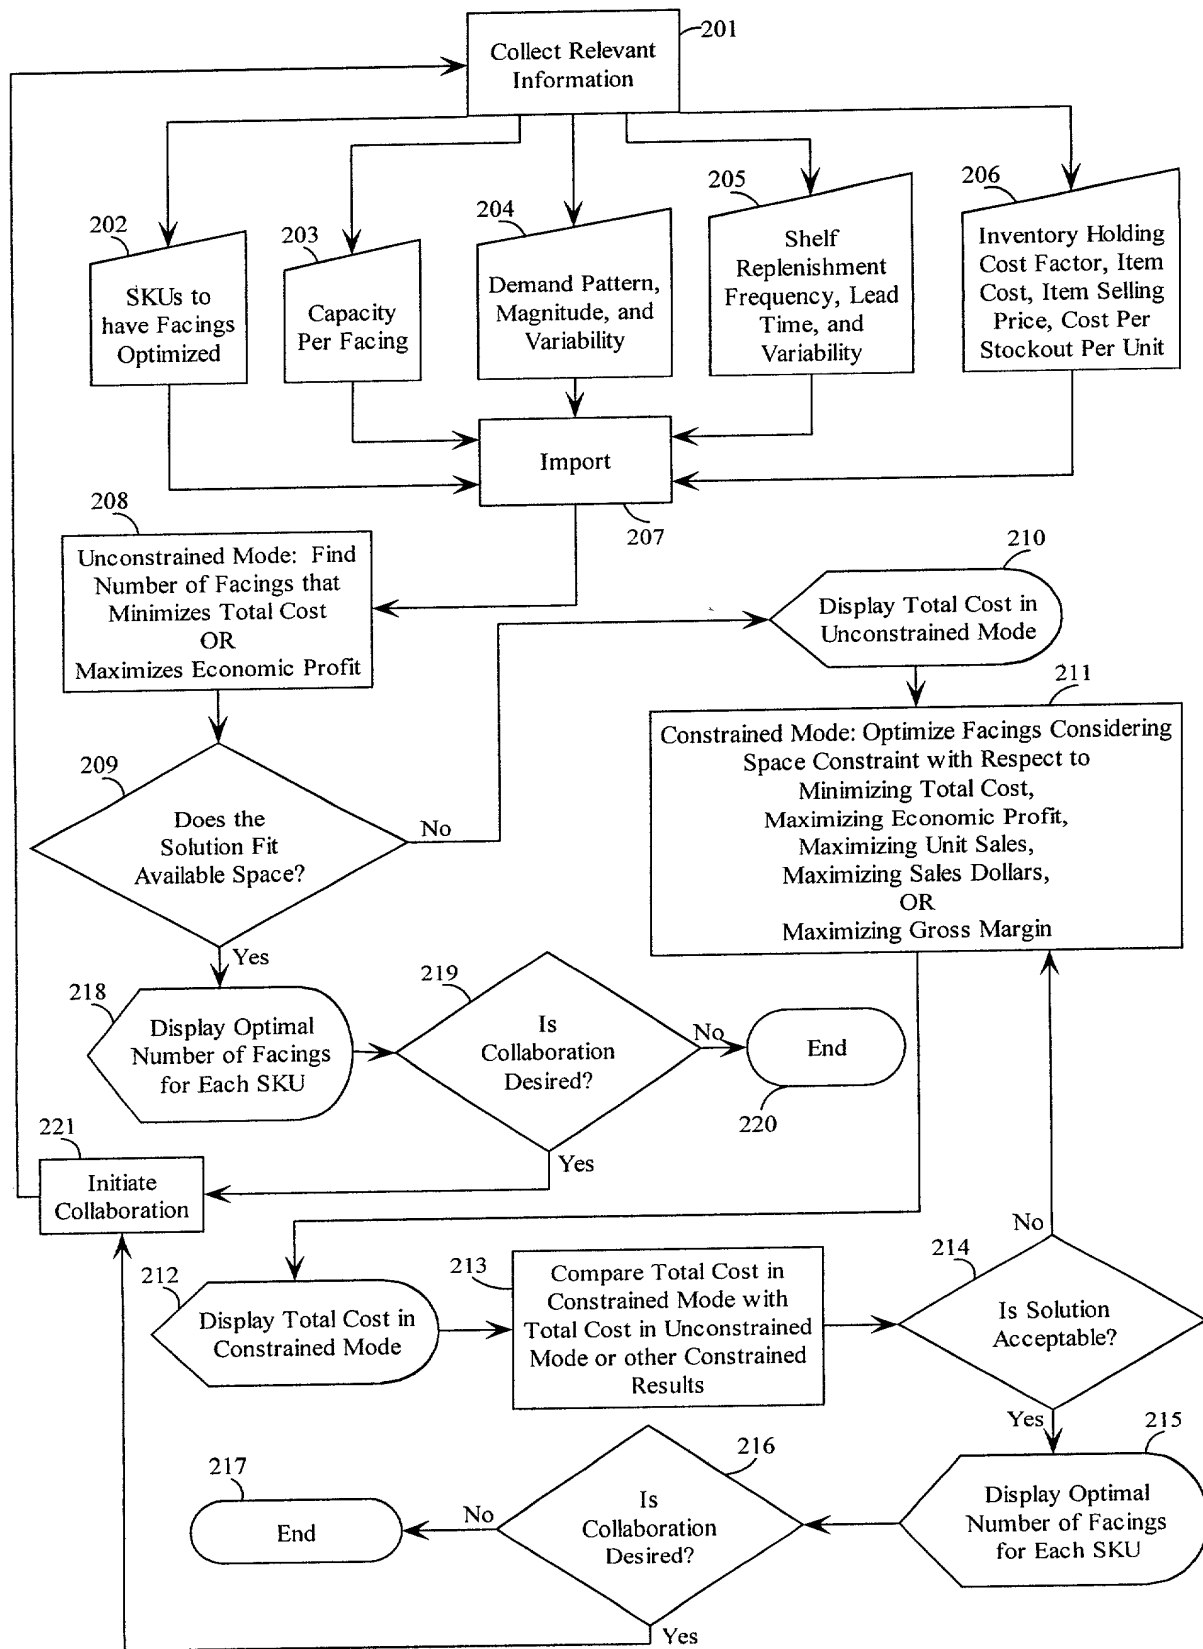 201
Collect Relevant
Information
202
SKUs to
have Facings
Optimized
203
Capacity
Per Facing
204
Demand Pattern,
Magnitude, and
Variability
205
Shelf
Replenishment
Frequency, Lead
Time, and
Variability
206
Inventory Holding
Cost Factor, Item
Cost, Item Selling
Price, Cost Per
Stockout Per Unit
Import
207
208
Unconstrained Mode: Find
Number of Facings that
Minimizes Total Cost
OR
Maximizes Economic Profit
209
Does the
Solution Fit
Available Space?
No
Yes
210
Display Total Cost in
Unconstrained Mode
211
Constrained Mode: Optimize Facings Considering
Space Constraint with Respect to
Minimizing Total Cost,
Maximizing Economic Profit,
Maximizing Unit Sales,
Maximizing Sales Dollars,
OR
Maximizing Gross Margin
218
Display Optimal
Number of Facings
for Each SKU
219
Is
Collaboration
Desired?
No
Yes
End
220
221
Initiate
Collaboration
212
Display Total Cost in
Constrained Mode
213
Compare Total Cost in
Constrained Mode with
Total Cost in Unconstrained
Mode or other Constrained
Results
214
Is Solution
Acceptable?
No
Yes
215
Display Optimal
Number of Facings
for Each SKU
216
Is
Collaboration
Desired?
No
Yes
217
End